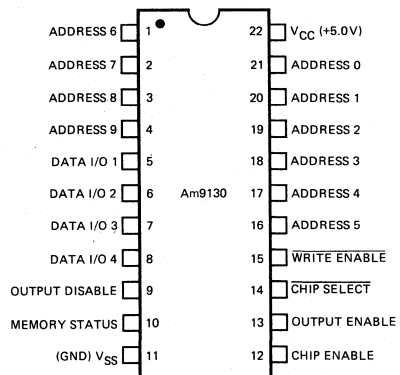 ADDRESS 6 1 22 VCC (+5.0V)
ADDRESS 7 2 21 ADDRESS 0
ADDRESS 8 3 20 ADDRESS 1
ADDRESS 9 4 19 ADDRESS 2
DATA I/O 1 5 18 ADDRESS 3
DATA I/O 2 6 Am9130 17 ADDRESS 4
DATA I/O 3 7 16 ADDRESS 5
DATA I/O 4 8 15 WRITE ENABLE
OUTPUT DISABLE 9 14 CHIP SELECT
MEMORY STATUS 10 13 OUTPUT ENABLE
(GND) VSS 11 12 CHIP ENABLE